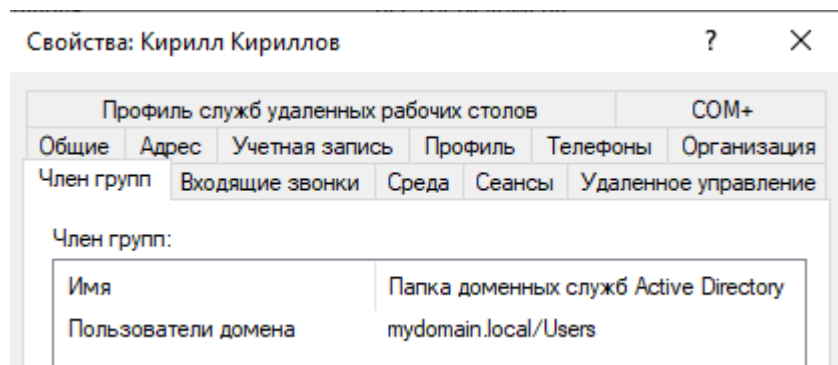 Свойства: Кирилл Кириллов ? ×
Профиль служб удаленных рабочих столов COM+
Общие Адрес Учетная запись Профиль Телефоны Организация
Член групп Входящие звонки Среда Сеансы Удаленное управление
Член групп:
Имя Папка доменных служб Active Directory
Пользователи домена mydomain.local/Users